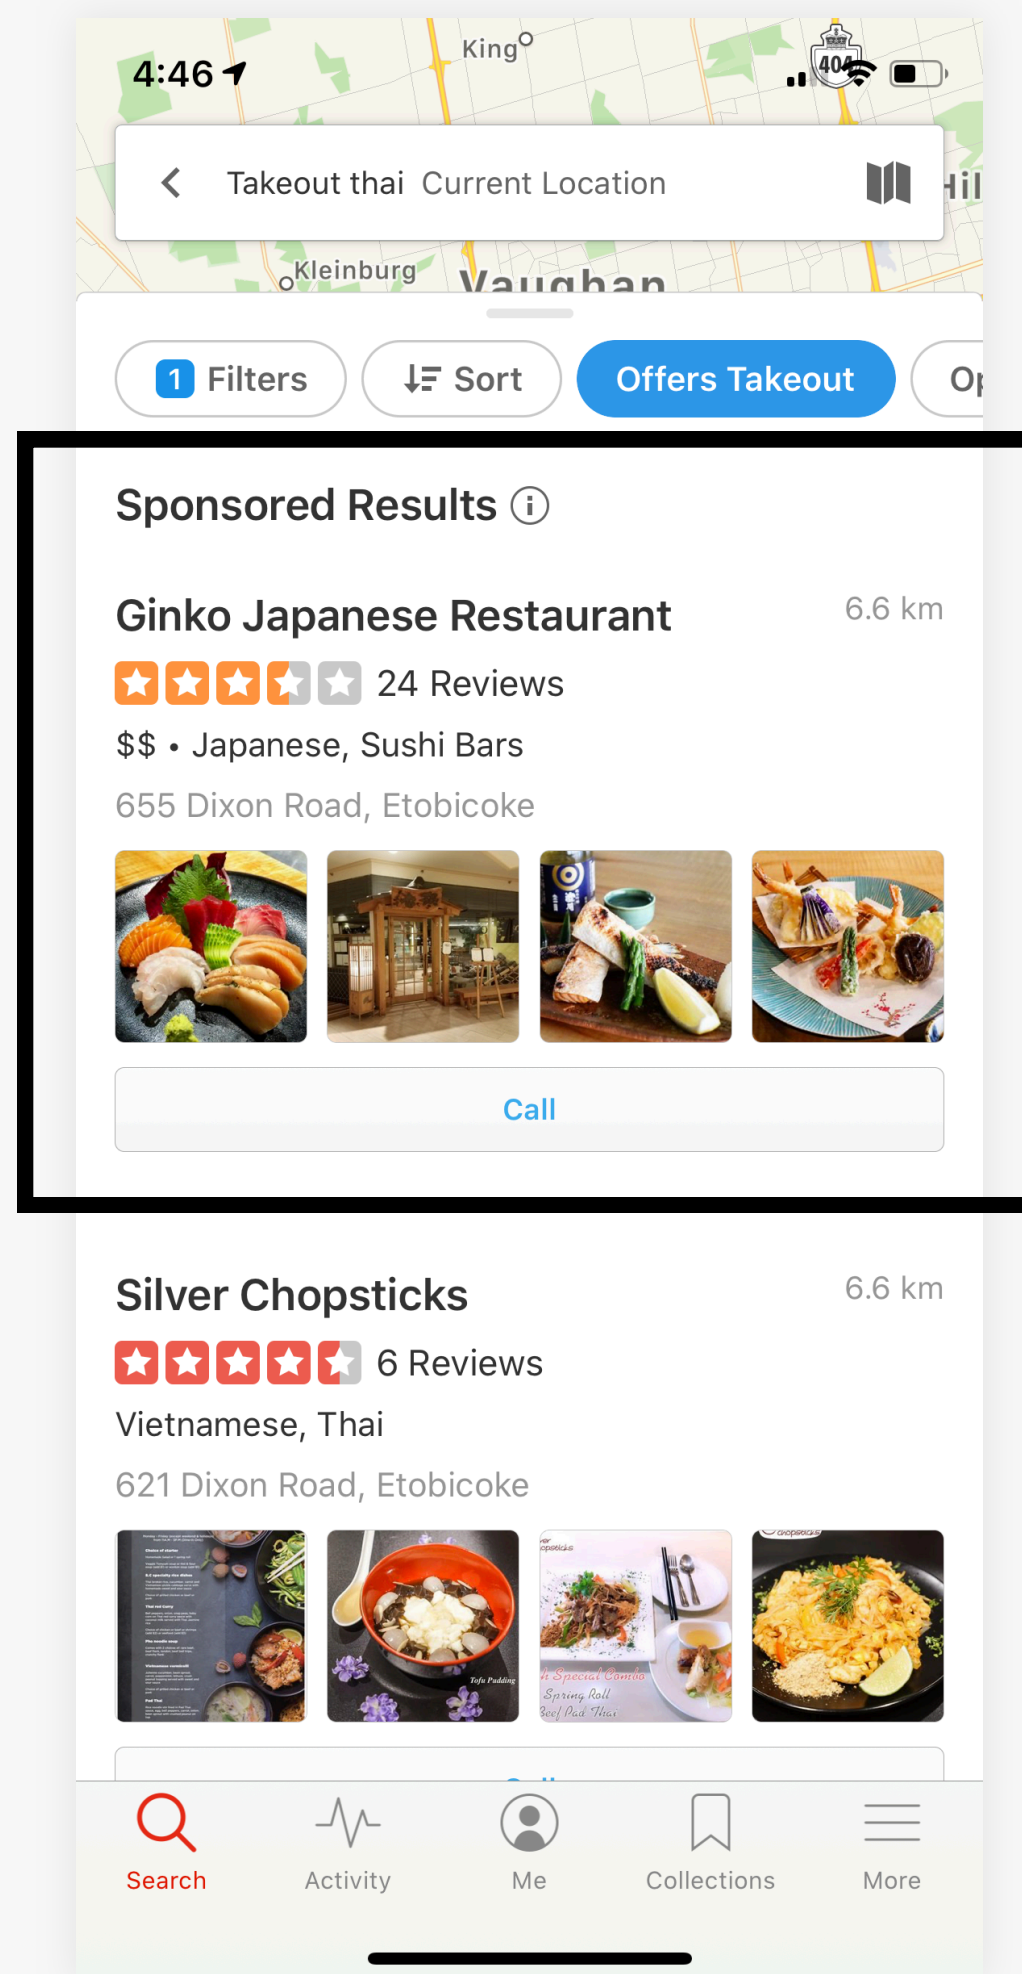 King
4:46
404
Takeout thai Current Location
Hil
Kleinburg
Vaughan
1 Filters
Sort
Offers Takeout
Op
Sponsored Results
Ginko Japanese Restaurant
6.6 km
24 Reviews
$$ • Japanese, Sushi Bars
655 Dixon Road, Etobicoke
Call
Silver Chopsticks
6.6 km
6 Reviews
Vietnamese, Thai
621 Dixon Road, Etobicoke
Tofu Pudding
Special Combo
Spring Roll
Beef Pad Thai
Search
Activity
Me
Collections
More